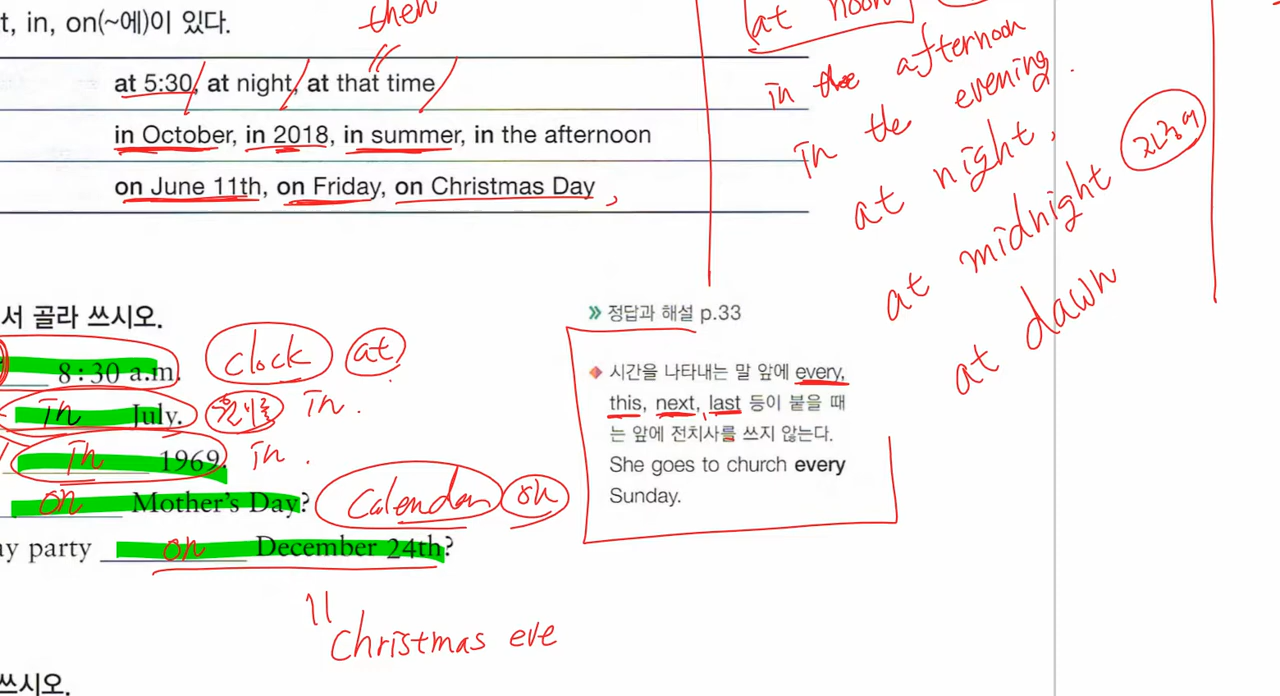 then
t, in, on(~에)이 있다.
at 5:30, at night, at that time
in October, in 2018, in summer, in the afternoon
on June 11th, on Friday, on Christmas Day,
at noon
in the afternoon
in the evening.
at night,
at midnight
at dawn
서 골라 쓰시오.
8:30 a.m. clock at
in July. in.
in 1969. in.
on Mother's Day? Calendar on
ay party on December 24th?
Christmas eve
정답과 해설 p.33
시간을 나타내는 말 앞에 every,
this, next, last 등이 붙을 때
는 앞에 전치사를 쓰지 않는다.
She goes to church every
Sunday.
쓰시오.